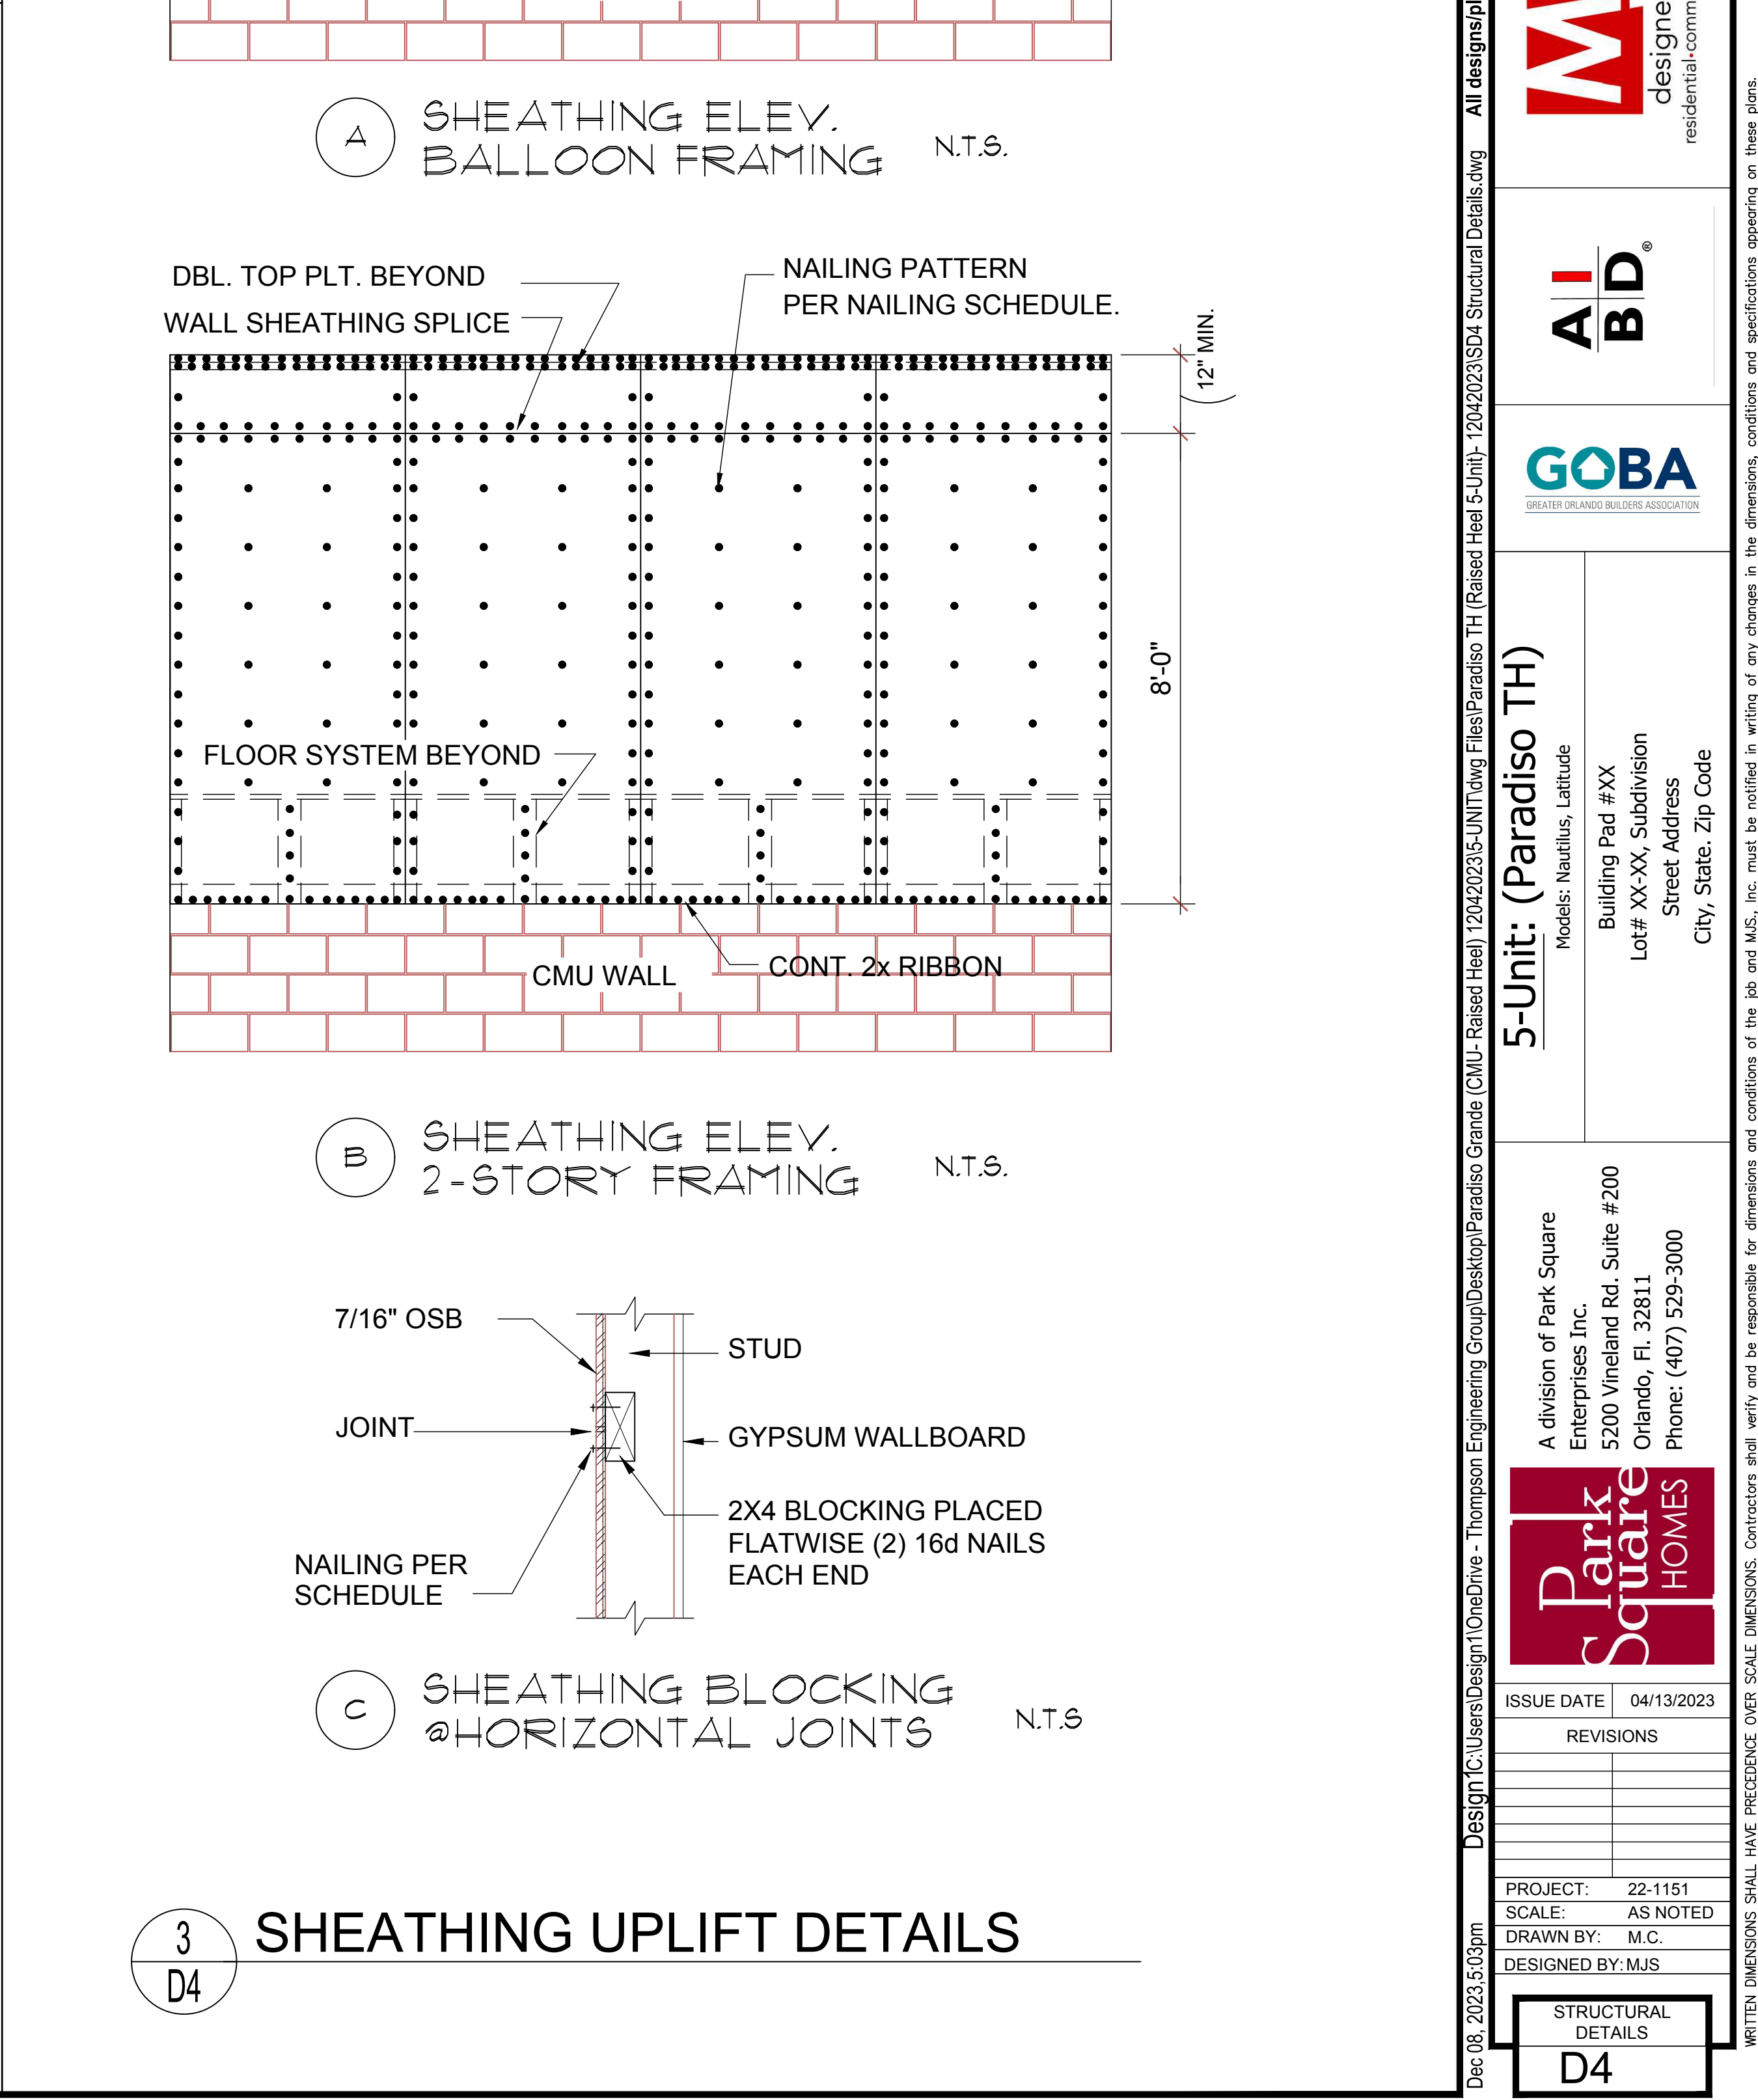 A
SHEATHING ELEV.
BALLOON FRAMING
N.T.S.
DBL. TOP PLT. BEYOND
WALL SHEATHING SPLICE
NAILING PATTERN
PER NAILING SCHEDULE.
12" MIN.
8'-0"
FLOOR SYSTEM BEYOND
CMU WALL
CONT. 2x RIBBON
B
SHEATHING ELEV.
2-STORY FRAMING
N.T.S.
7/16" OSB
STUD
JOINT
GYPSUM WALLBOARD
2X4 BLOCKING PLACED
FLATWISE (2) 16d NAILS
EACH END
NAILING PER
SCHEDULE
C
SHEATHING BLOCKING
@HORIZONTAL JOINTS
N.T.S
3
D4
SHEATHING UPLIFT DETAILS
Dec 08, 2023,5:03pm
Design1C:\Users\Design1\OneDrive - Thompson Engineering Group\Desktop\Paradiso Grande (CMU- Raised Heel) 12042023\5-UNIT\dwg Files\Paradiso TH (Raised Heel 5-Unit)- 12042023\SD4 Structural Details.dwg
All designs/pl
designe
residential•comm
A I
B D®
GOBA
GREATER ORLANDO BUILDERS ASSOCIATION
5-Unit: (Paradiso TH)
Models: Nautilus, Latitude
Building Pad #XX
Lot# XX-XX, Subdivision
Street Address
City, State. Zip Code
A division of Park Square
Enterprises Inc.
5200 Vineland Rd. Suite #200
Orlando, Fl. 32811
Phone: (407) 529-3000
Park
Square
HOMES
ISSUE DATE 04/13/2023
REVISIONS
PROJECT: 22-1151
SCALE: AS NOTED
DRAWN BY: M.C.
DESIGNED BY: MJS
STRUCTURAL
DETAILS
D4
WRITTEN DIMENSIONS SHALL HAVE PRECEDENCE OVER SCALE DIMENSIONS. Contractors shall verify and be responsible for dimensions and conditions of the job and MJS., Inc. must be notified in writing of any changes in the dimensions, conditions and specifications appearing on these plans.